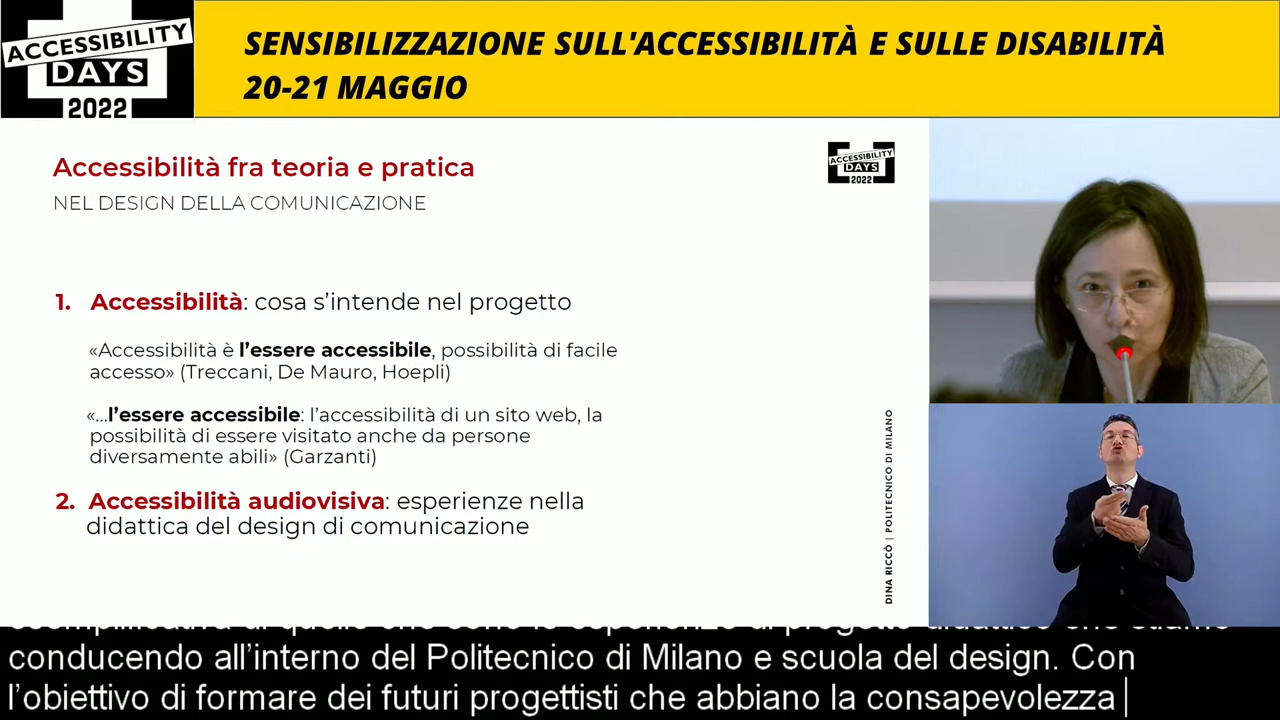 ACCESSIBILITY
DAYS
2022
SENSIBILIZZAZIONE SULL'ACCESSIBILITÀ E SULLE DISABILITÀ
20-21 MAGGIO
Accessibilità fra teoria e pratica
NEL DESIGN DELLA COMUNICAZIONE
ACCESSIBILITY
DAYS
2022
1. Accessibilità: cosa s’intende nel progetto
«Accessibilità è l’essere accessibile, possibilità di facile
accesso» (Treccani, De Mauro, Hoepli)
«...l’essere accessibile: l’accessibilità di un sito web, la
possibilità di essere visitato anche da persone
diversamente abili» (Garzanti)
2. Accessibilità audiovisiva: esperienze nella
didattica del design di comunicazione
DINA RICCÒ | POLITECNICO DI MILANO
conducendo all’interno del Politecnico di Milano e scuola del design. Con
l’obiettivo di formare dei futuri progettisti che abbiano la consapevolezza